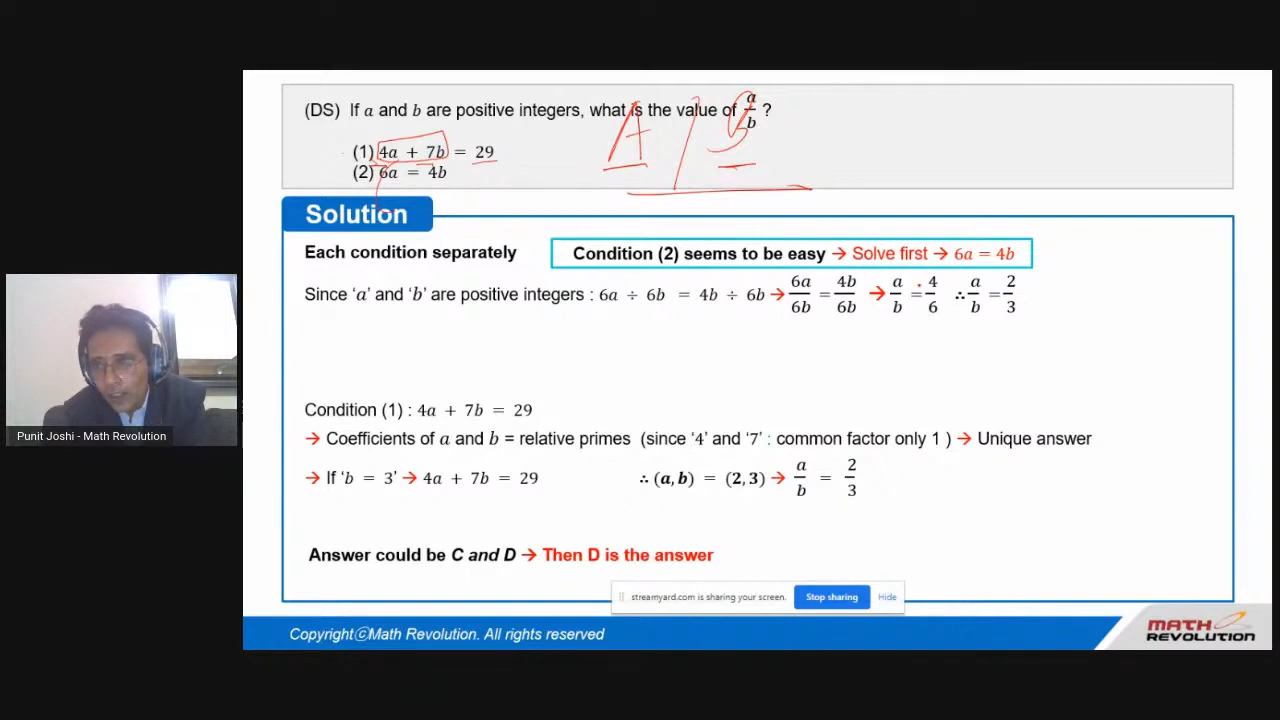 (DS) If a and b are positive integers, what is the value of a/b ?
(1) 4a + 7b = 29
(2) 6a = 4b
A / B
Solution
Each condition separately
Condition (2) seems to be easy → Solve first → 6a = 4b
Since ‘a’ and ‘b’ are positive integers : 6a ÷ 6b = 4b ÷ 6b → 6a/6b = 4b/6b → a/b = 4/6 ∴ a/b = 2/3
Condition (1) : 4a + 7b = 29
→ Coefficients of a and b = relative primes (since ‘4’ and ‘7’ : common factor only 1 ) → Unique answer
→ If ‘b = 3’ → 4a + 7b = 29 ∴ (a, b) = (2, 3) → a/b = 2/3
Answer could be C and D → Then D is the answer
Punit Joshi - Math Revolution
streamyard.com is sharing your screen. Stop sharing Hide
Copyrightⓒ Math Revolution. All rights reserved
MATH
REVOLUTION